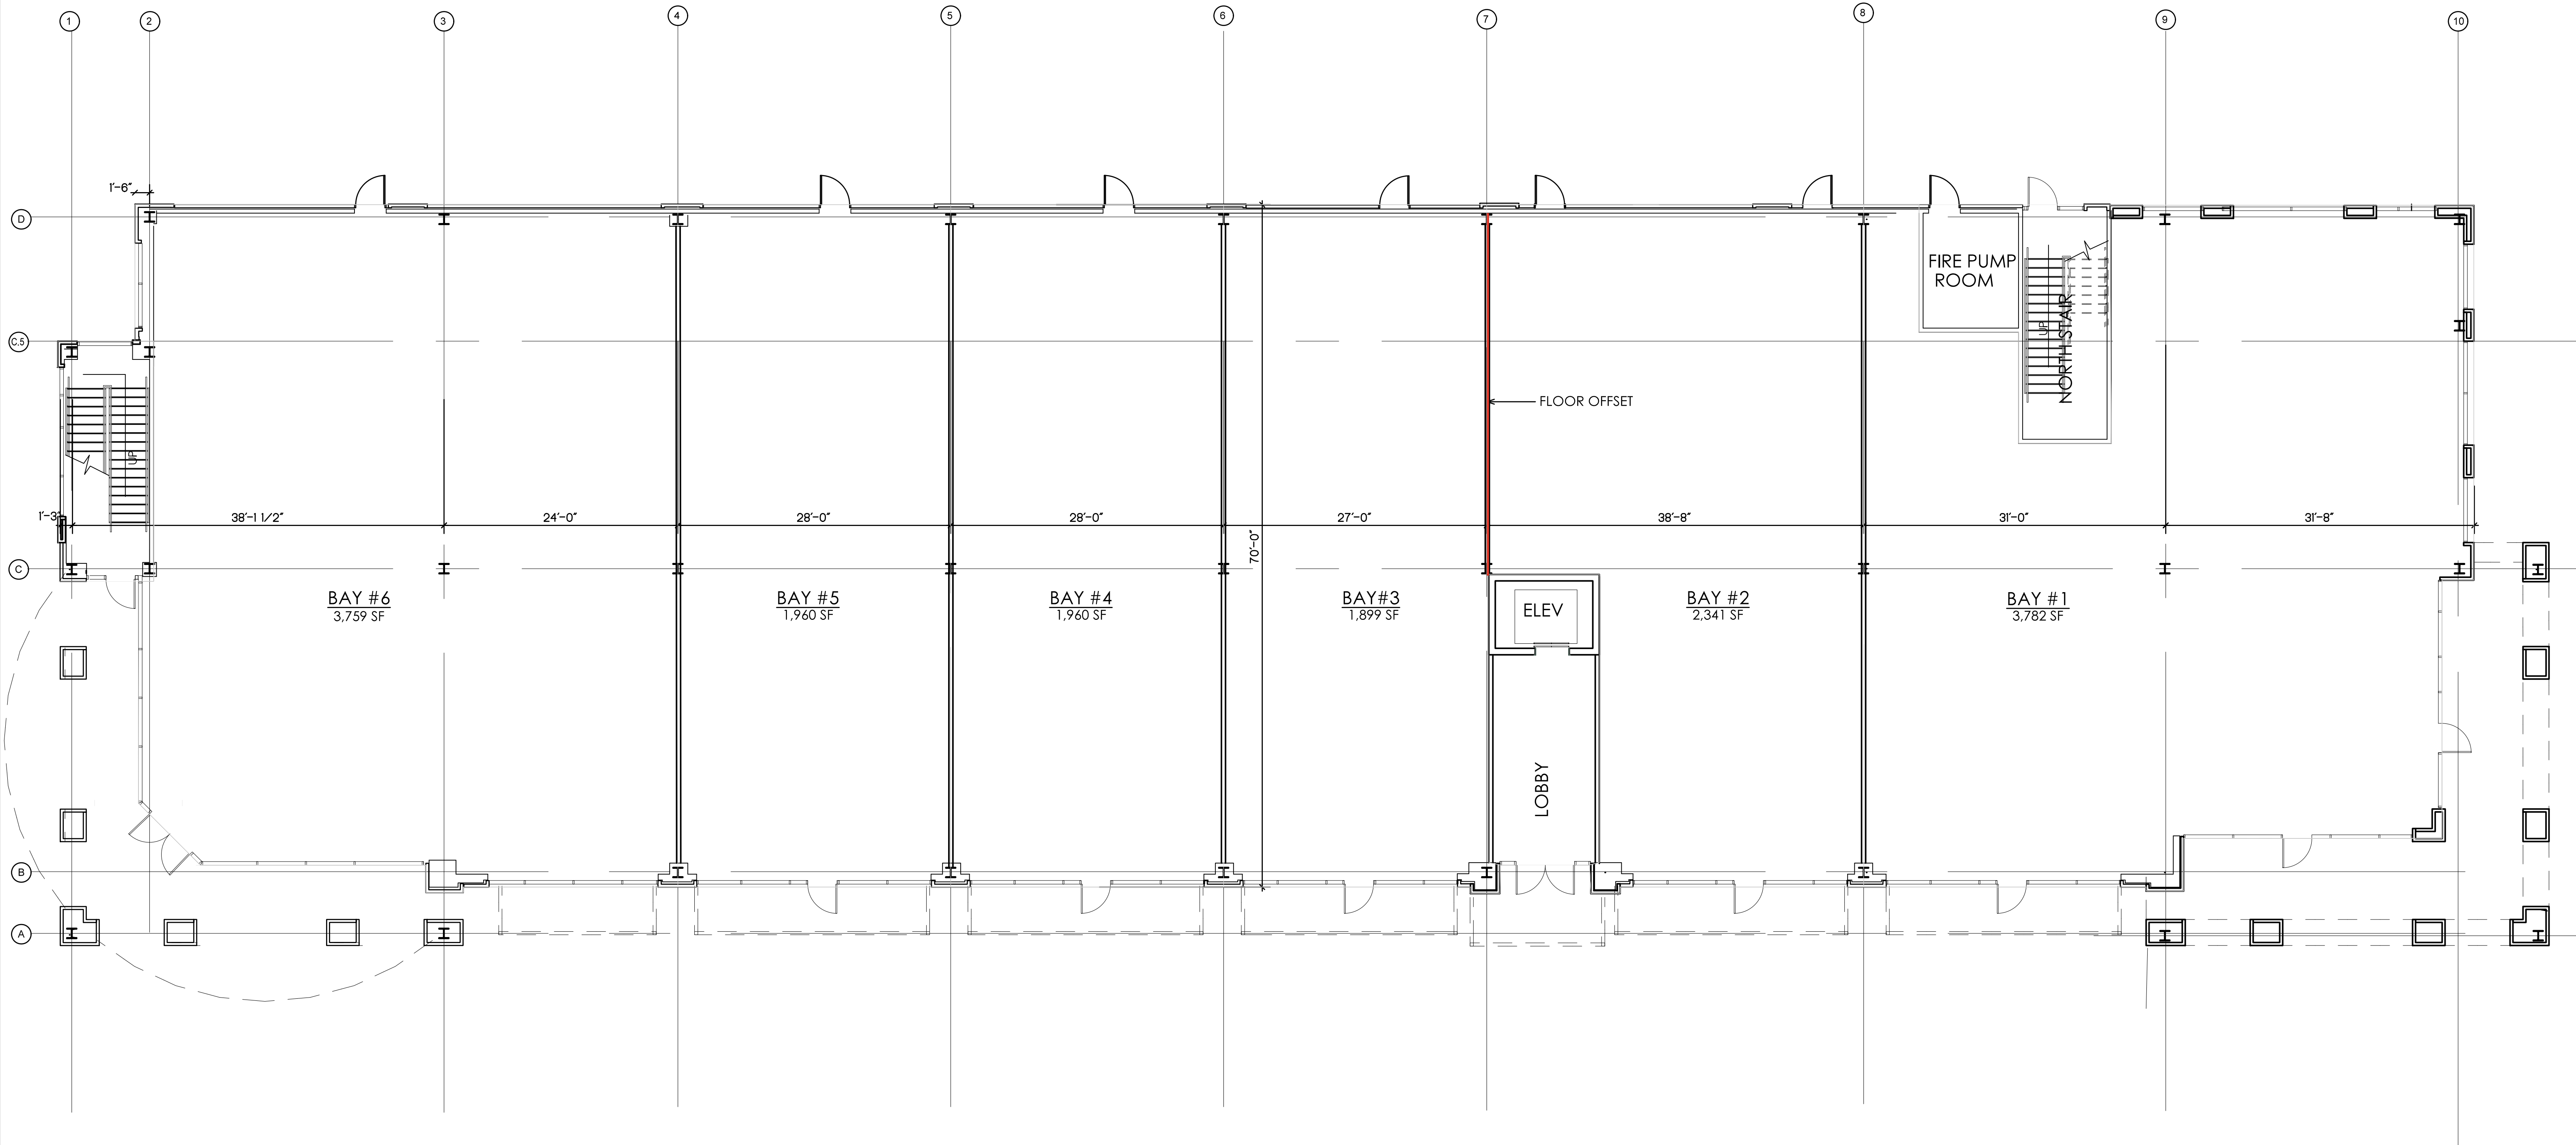 1
2
3
4
5
6
7
8
9
10
1'-6"
D
FIRE PUMP
ROOM
NORTH STAIR
UP
C.5
FLOOR OFFSET
UP
1'-3"
38'-1 1/2"
24'-0"
28'-0"
28'-0"
27'-0"
38'-8"
31'-0"
31'-8"
70'-0"
C
BAY #6
3,759 SF
BAY #5
1,960 SF
BAY #4
1,960 SF
BAY#3
1,899 SF
ELEV
BAY #2
2,341 SF
BAY #1
3,782 SF
LOBBY
B
A